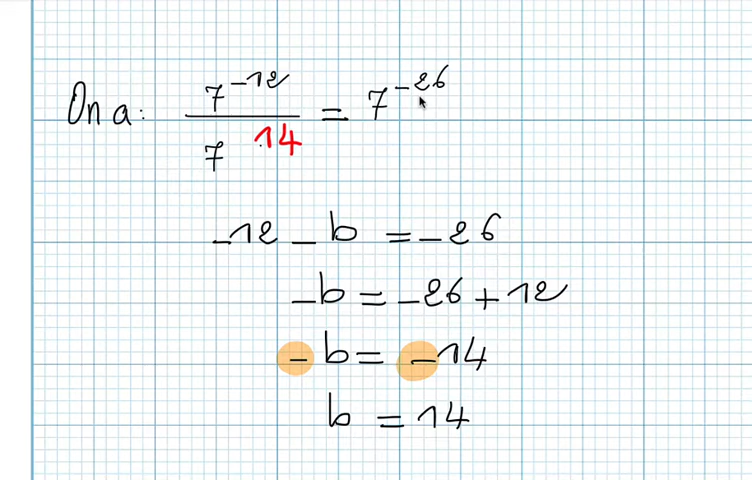 On a : 7^-12 / 7^14 = 7^-26
-12 - b = -26
-b = -26 + 12
-b = -14
b = 14